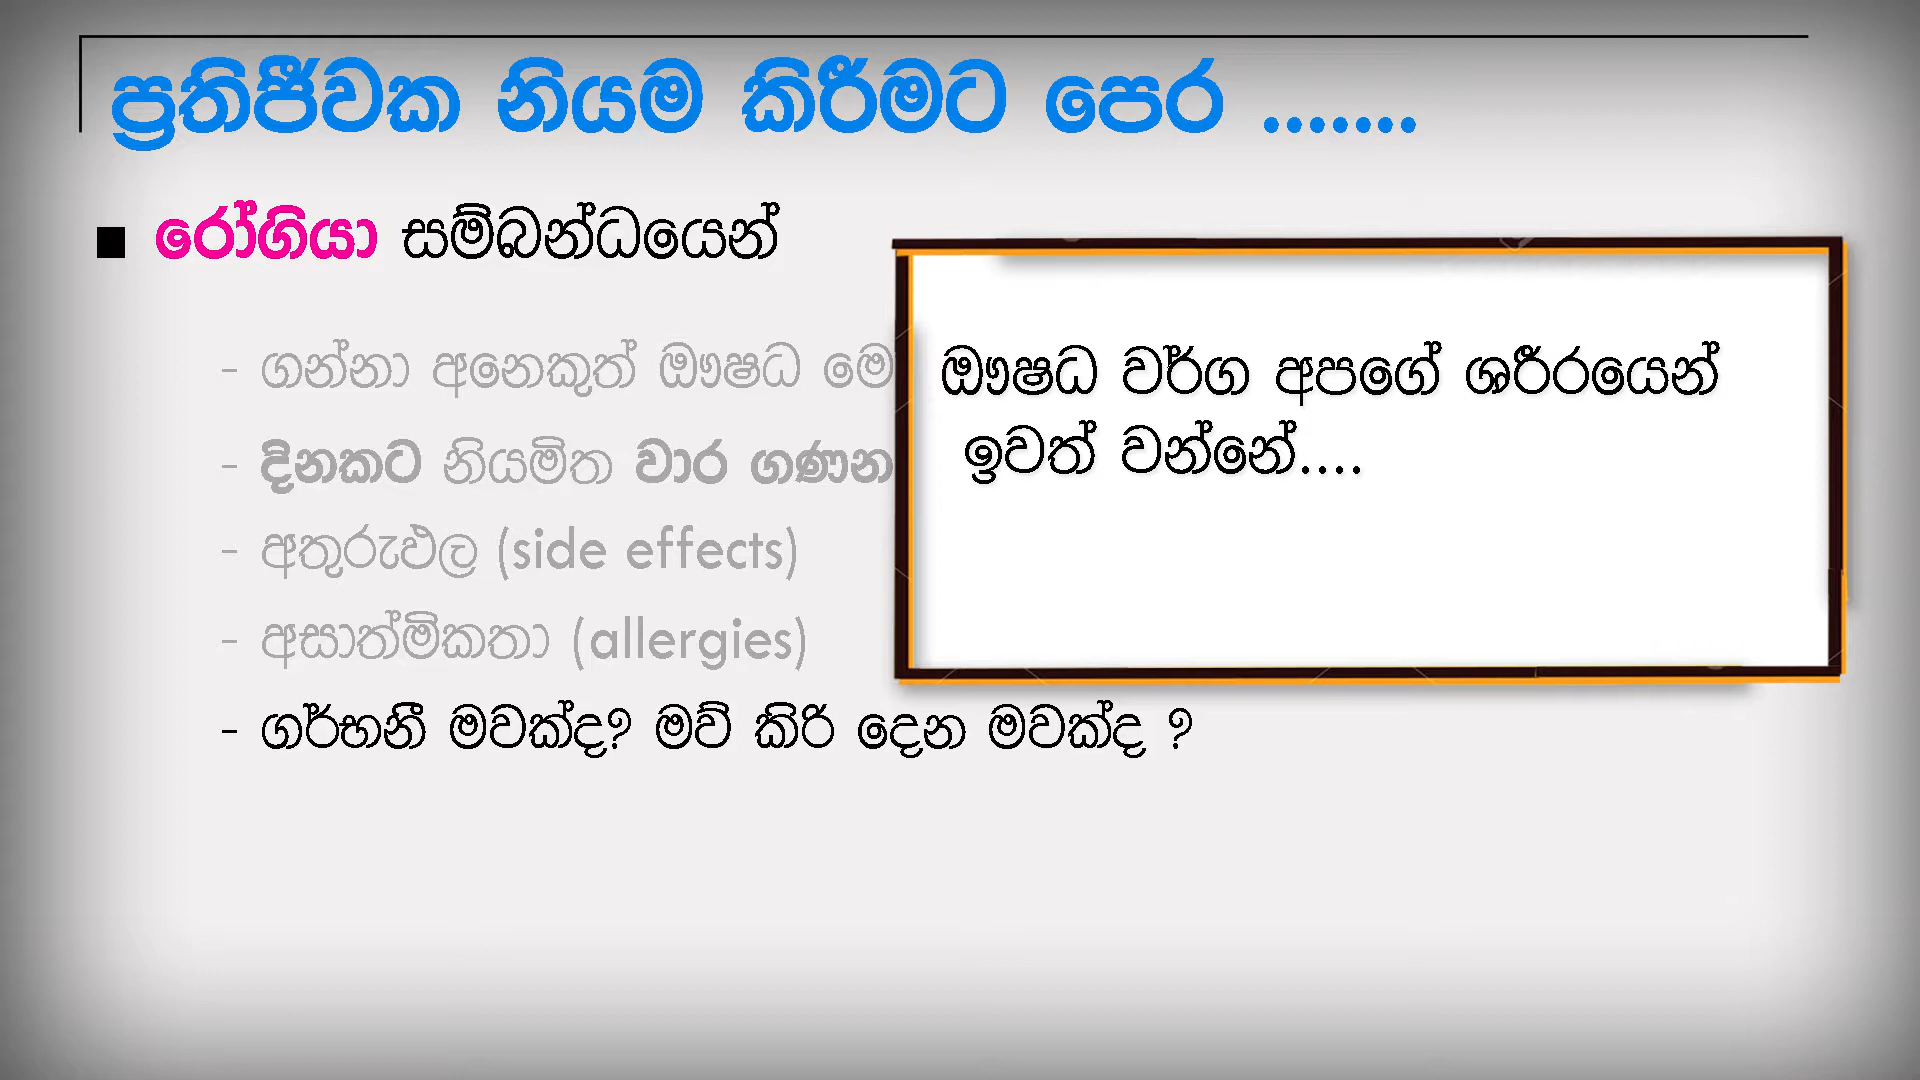 ප්‍රතිජීවක නියම කිරීමට පෙර .......
■ රෝගියා සම්බන්ධයෙන්
- ගන්නා අනෙකුත් ඖෂධ
- දිනකට නියමිත වාර
- අතුරුඵල (side effects)
- අසාත්මිකතා (allergies)
- ගර්භනී මවක්ද? මව් කිරි දෙන මවක්ද ?
ඖෂධ වර්ග අපගේ ශරීරයෙන්
ඉවත් වන්නේ....